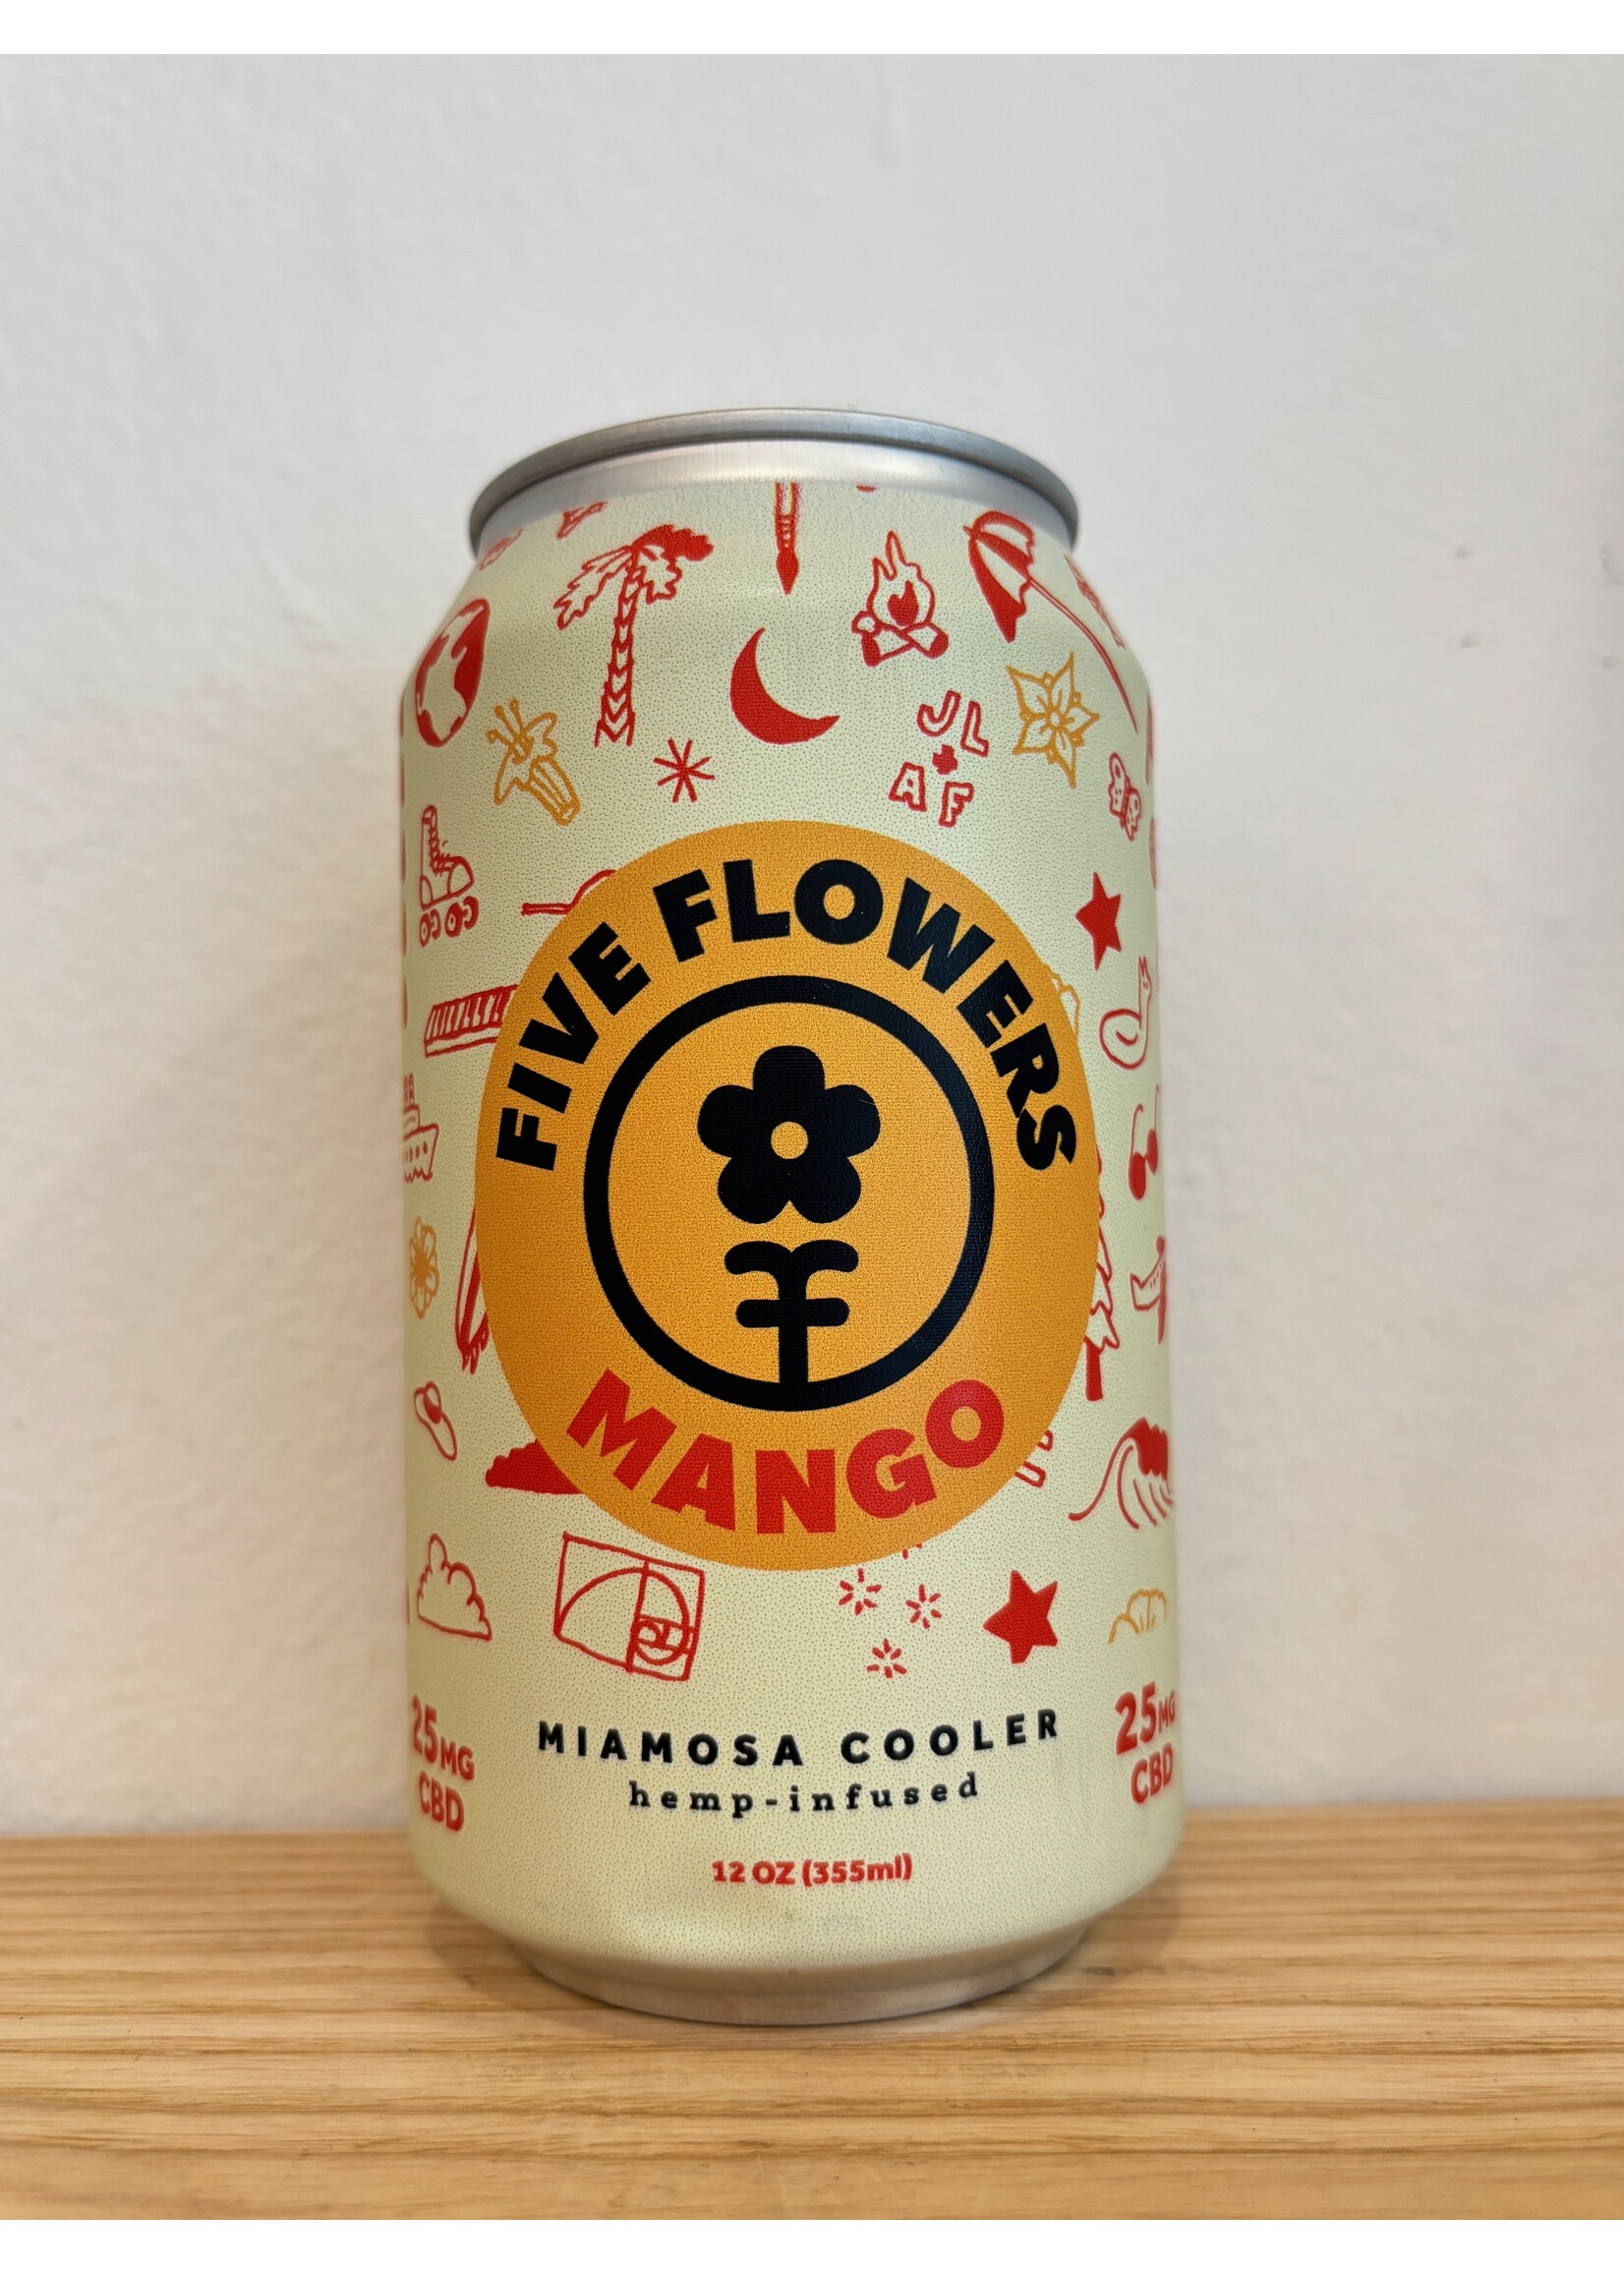 JL
+
AF
FIVE FLOWERS
MANGO
MIAMOSA COOLER
hemp-infused
12 OZ (355ml)
25MG
CBD
25MG
CBD